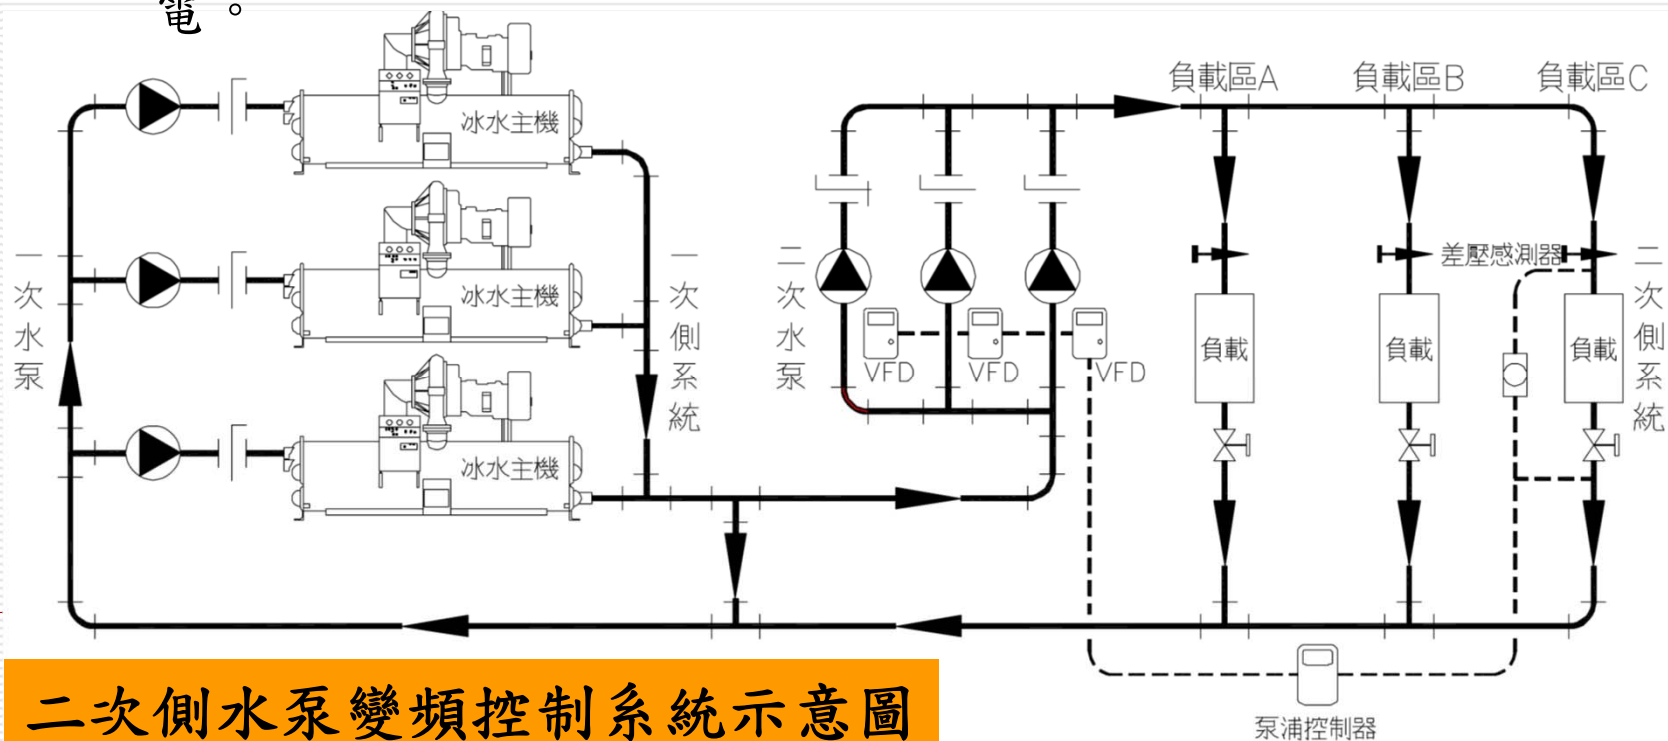 電。
負載區A
負載區B
負載區C
冰水主機
冰水主機
冰水主機
一次水泵
一次側系統
二次水泵
VFD
VFD
VFD
差壓感測器
負載
負載
負載
二次側系統
泵浦控制器
二次側水泵變頻控制系統示意圖